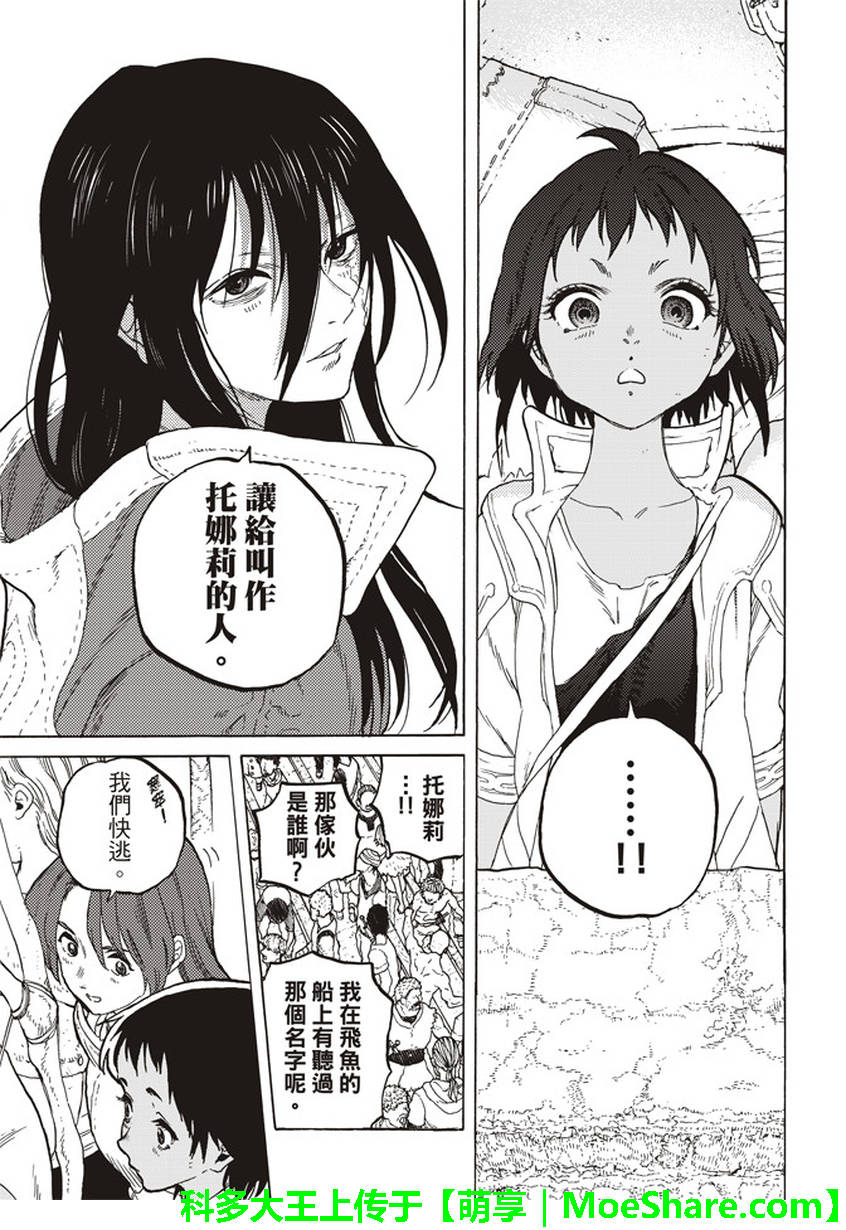 ……!!
讓給叫作
托娜莉的人。
托娜莉
…!!
那傢伙
是誰啊?
我在飛魚的
船上有聽過
那個名字呢。
我們快逃。
科多大王上传于【萌享｜MoeShare.com】